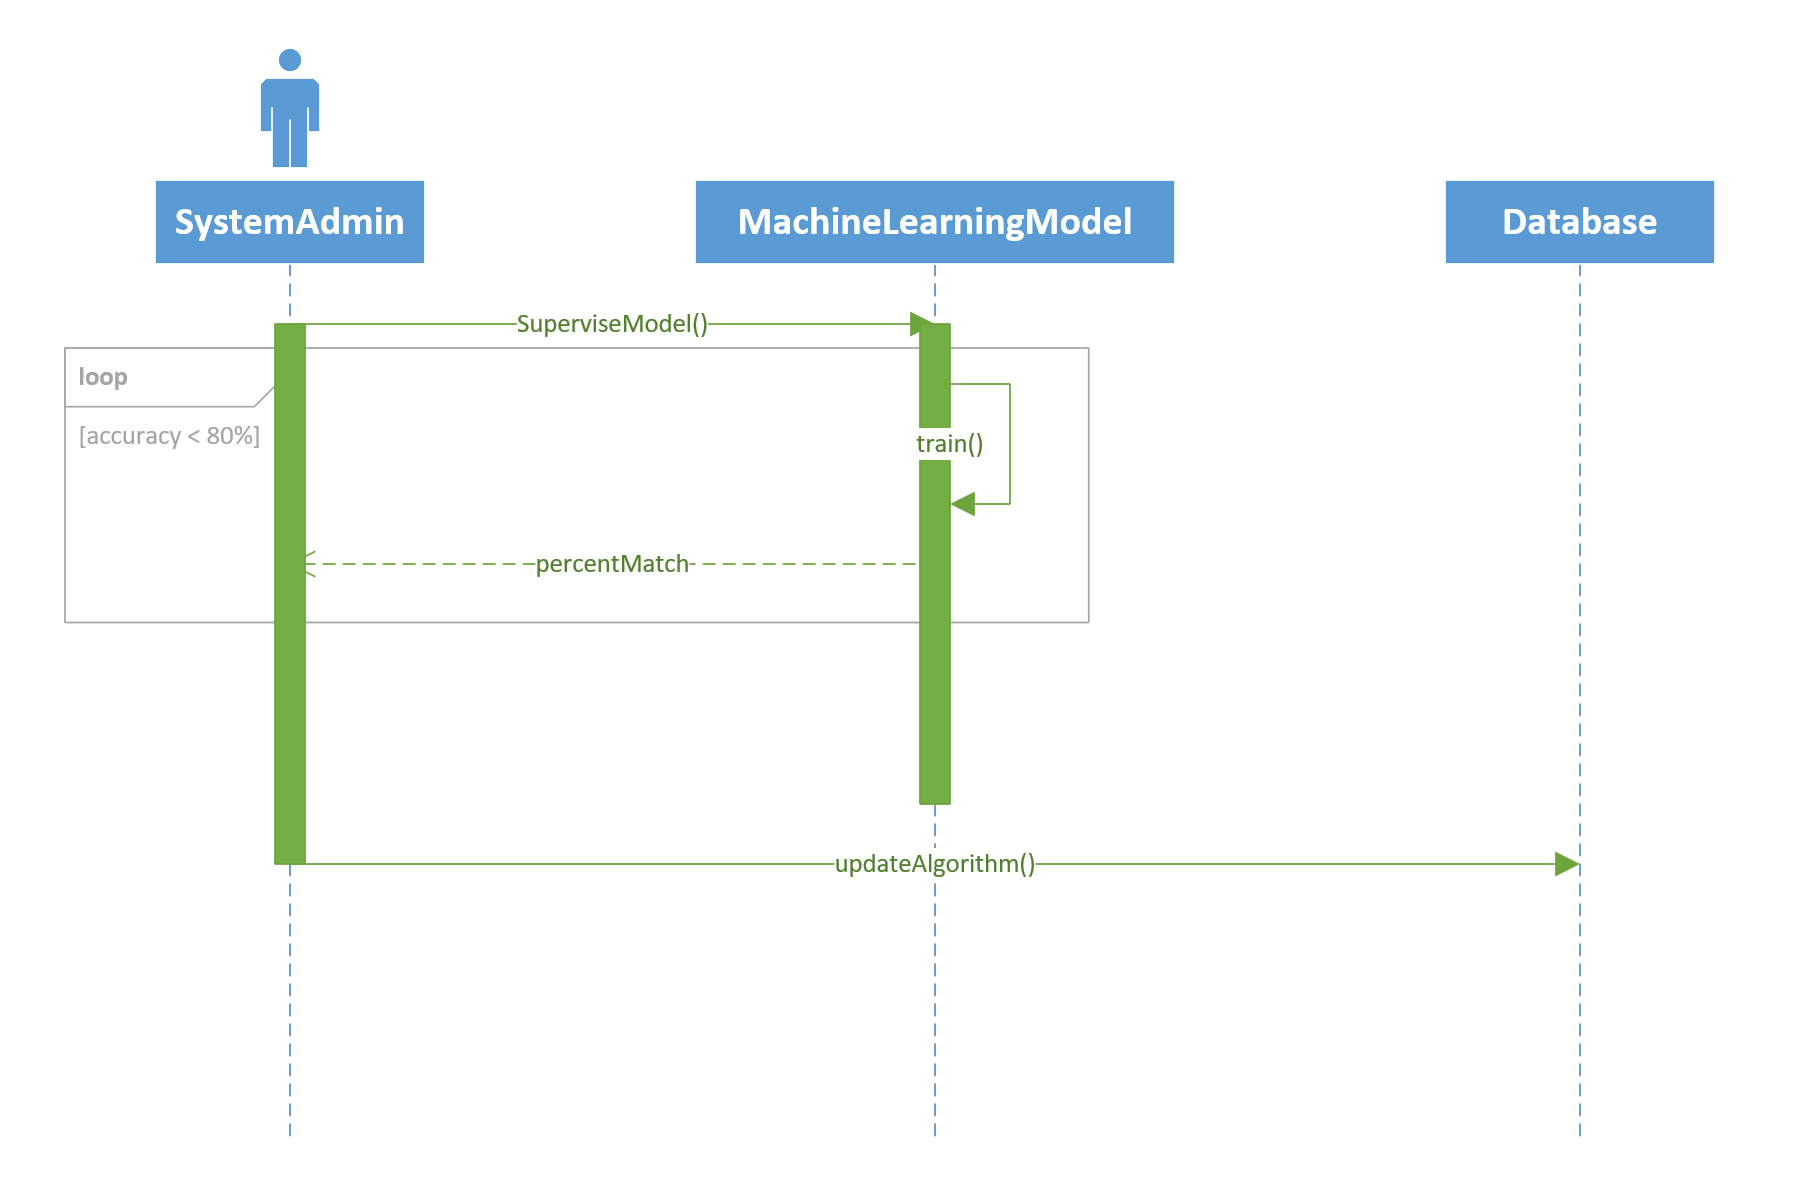 SystemAdmin
MachineLearningModel
Database
SuperviseModel()
loop
[accuracy < 80%]
train()
percentMatch
updateAlgorithm()